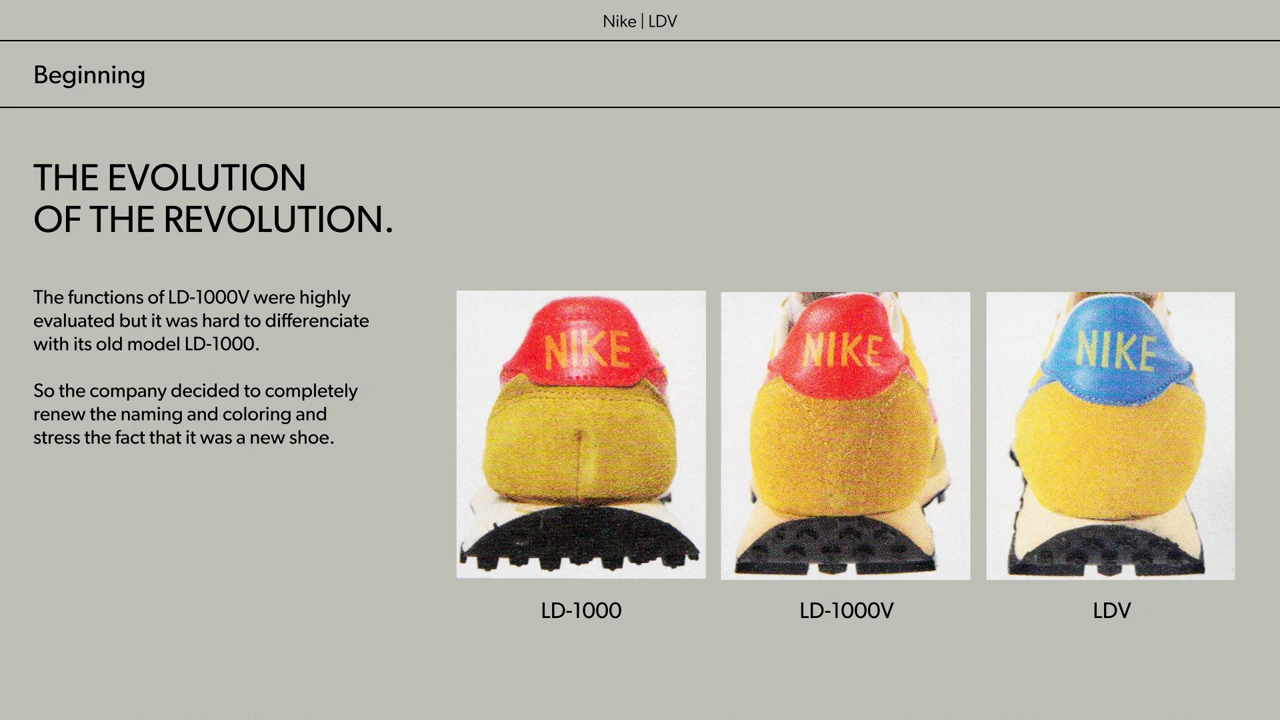 Nike | LDV
Beginning
THE EVOLUTION
OF THE REVOLUTION.
The functions of LD-1000V were highly
evaluated but it was hard to differenciate
with its old model LD-1000.
So the company decided to completely
renew the naming and coloring and
stress the fact that it was a new shoe.
NIKE
NIKE
NIKE
LD-1000
LD-1000V
LDV